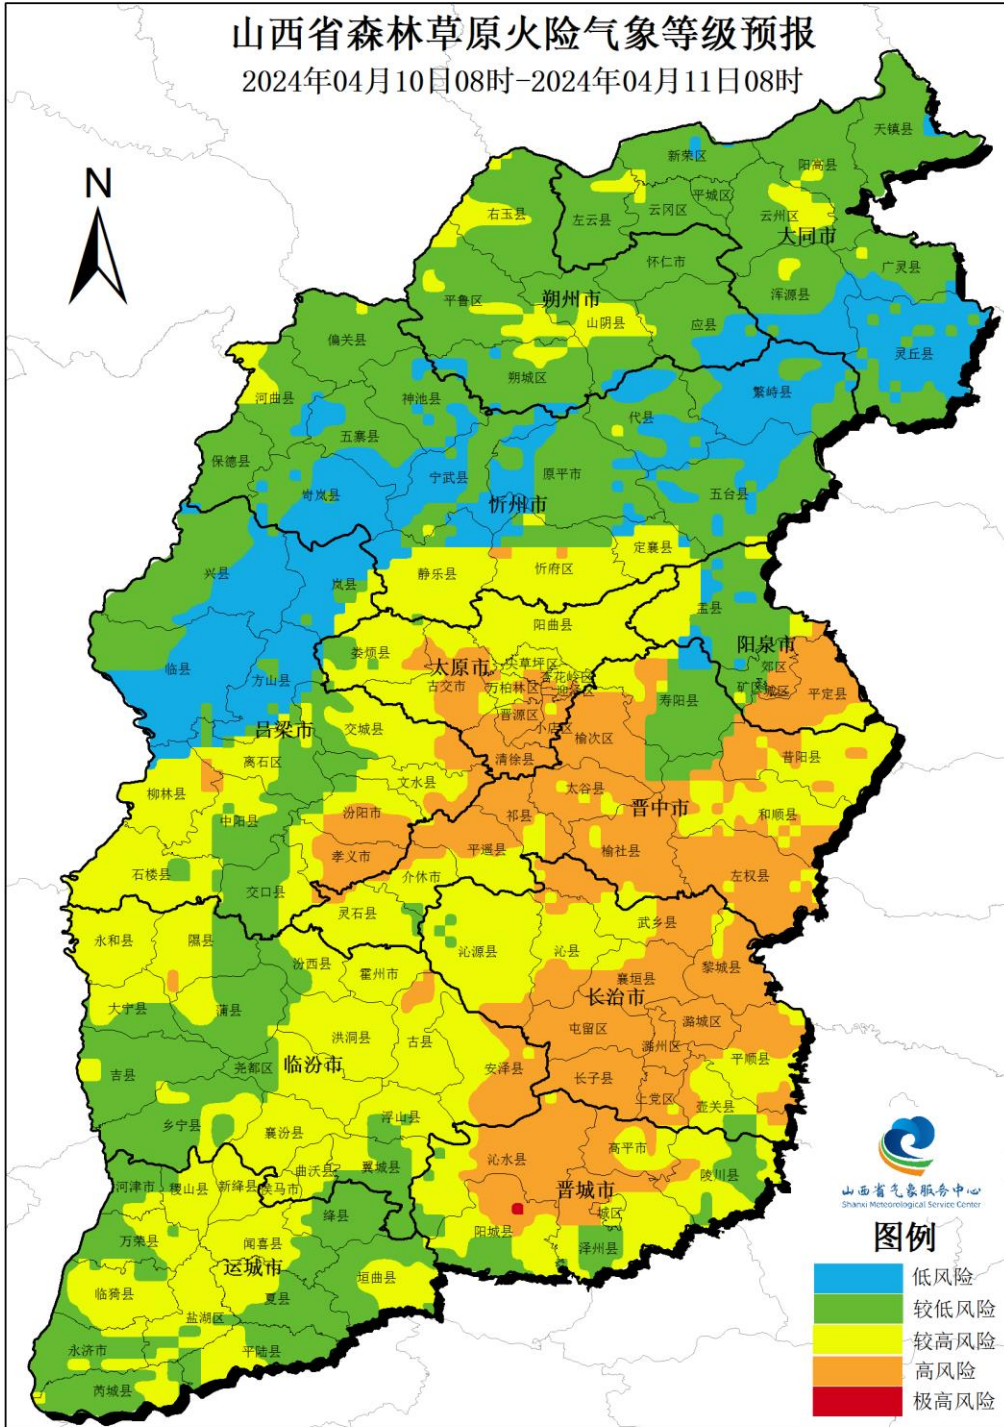 山西省森林草原火险气象等级预报
2024年04月10日08时-2024年04月11日08时
N
天镇县
新荣区
阳高县
平城区
右玉县
左云县
云冈区
云州区
大同市
怀仁市
广灵县
浑源县
平鲁区
朔州市
山阴县
应县
偏关县
灵丘县
朔城区
河曲县
神池县
繁峙县
代县
五寨县
保德县
宁武县
原平市
岢岚县
五台县
忻州市
定襄县
兴县
岚县
静乐县
忻府区
盂县
阳曲县
娄烦县
阳泉市
临县
太原市
尖草坪区
郊区
方山县
古交市
万柏林区
杏花岭区
迎泽区
矿区
城区
平定县
寿阳县
晋源区
吕梁市
交城县
小店区
榆次区
离石区
清徐县
昔阳县
柳林县
文水县
太谷县
晋中市
中阳县
汾阳市
祁县
和顺县
孝义市
平遥县
榆社县
石楼县
介休市
左权县
交口县
灵石县
武乡县
永和县
隰县
沁源县
沁县
汾西县
霍州市
襄垣县
黎城县
长治市
大宁县
蒲县
洪洞县
古县
屯留区
潞城区
潞州区
吉县
尧都区
临汾市
安泽县
长子县
平顺县
上党区
壶关县
乡宁县
襄汾县
浮山县
高平市
曲沃县
翼城县
沁水县
陵川县
河津市
稷山县
新绛县
侯马市
晋城市
绛县
城区
万荣县
闻喜县
阳城县
泽州县
运城市
垣曲县
临猗县
夏县
盐湖区
永济市
平陆县
芮城县
山西省气象服务中心
Shanxi Meteorological Service Center
图例
低风险
较低风险
较高风险
高风险
极高风险